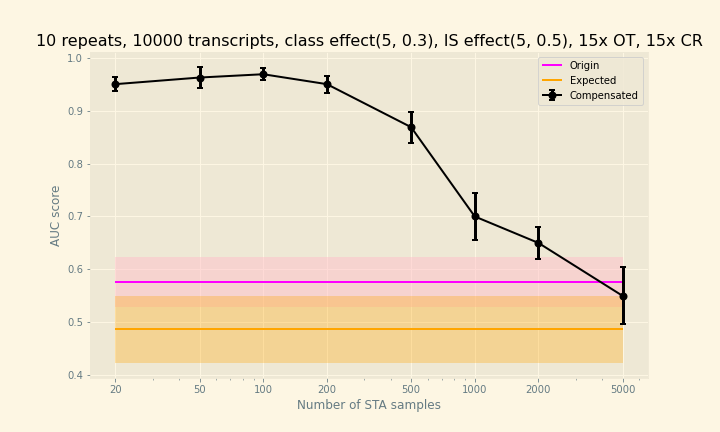 10 repeats, 10000 transcripts, class effect(5, 0.3), IS effect(5, 0.5), 15x OT, 15x CR
Origin
Expected
Compensated
AUC score
1.0
0.9
0.8
0.7
0.6
0.5
0.4
20 50 100 200 500 1000 2000 5000
Number of STA samples